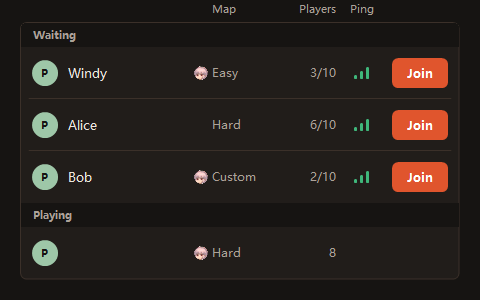 Map Players Ping
Waiting
P Windy Easy 3/10 Join
P Alice Hard 6/10 Join
P Bob Custom 2/10 Join
Playing
P Hard 8